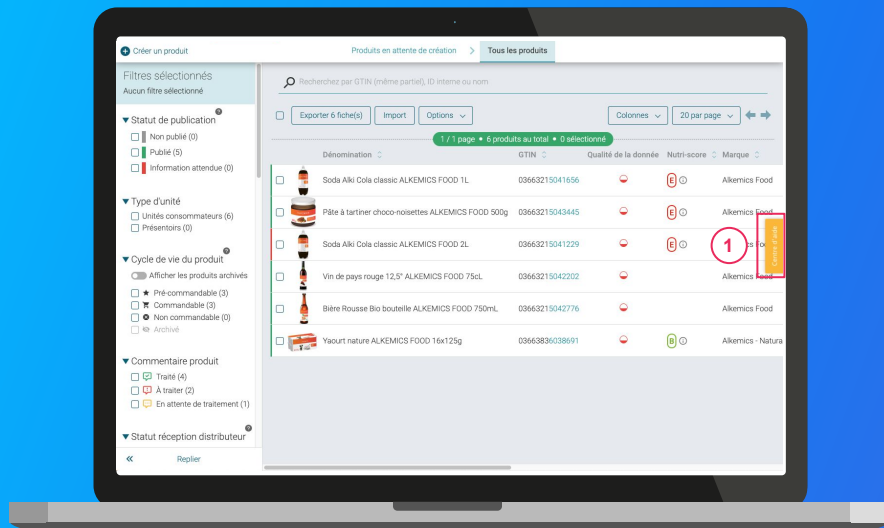 Créer un produit
Produits en attente de création > Tous les produits
Filtres sélectionnés
Aucun filtre sélectionné
Recherchez par GTIN (même partiel), ID interne ou nom
Exporter 6 fiche(s) Import Options Colonnes 20 par page
1 / 1 page • 6 produits au total • 0 sélectionné
Dénomination GTIN Qualité de la donnée Nutri-score Marque
Soda Alki Cola classic ALKEMICS FOOD 1L 03663215041656 E Alkemics Food
Pâte à tartiner choco-noisettes ALKEMICS FOOD 500g 03663215043445 E Alkemics Food
Soda Alki Cola classic ALKEMICS FOOD 2L 03663215041229 E
Vin de pays rouge 12,5° ALKEMICS FOOD 75cL 03663215042202 Alkemics Food
Bière Rousse Bio bouteille ALKEMICS FOOD 750mL 03663215042776 Alkemics Food
Yaourt nature ALKEMICS FOOD 16x125g 03663836038691 B Alkemics - Natura
1
Centre d'aide
Statut de publication ?
Non publié (0)
Publié (5)
Information attendue (0)
Type d'unité
Unités consommateurs (6)
Présentoirs (0)
Cycle de vie du produit ?
Afficher les produits archivés
Pré-commandable (3)
Commandable (3)
Non commandable (0)
Archivé
Commentaire produit
Traité (4)
À traiter (2)
En attente de traitement (1)
Statut réception distributeur ?
« Replier